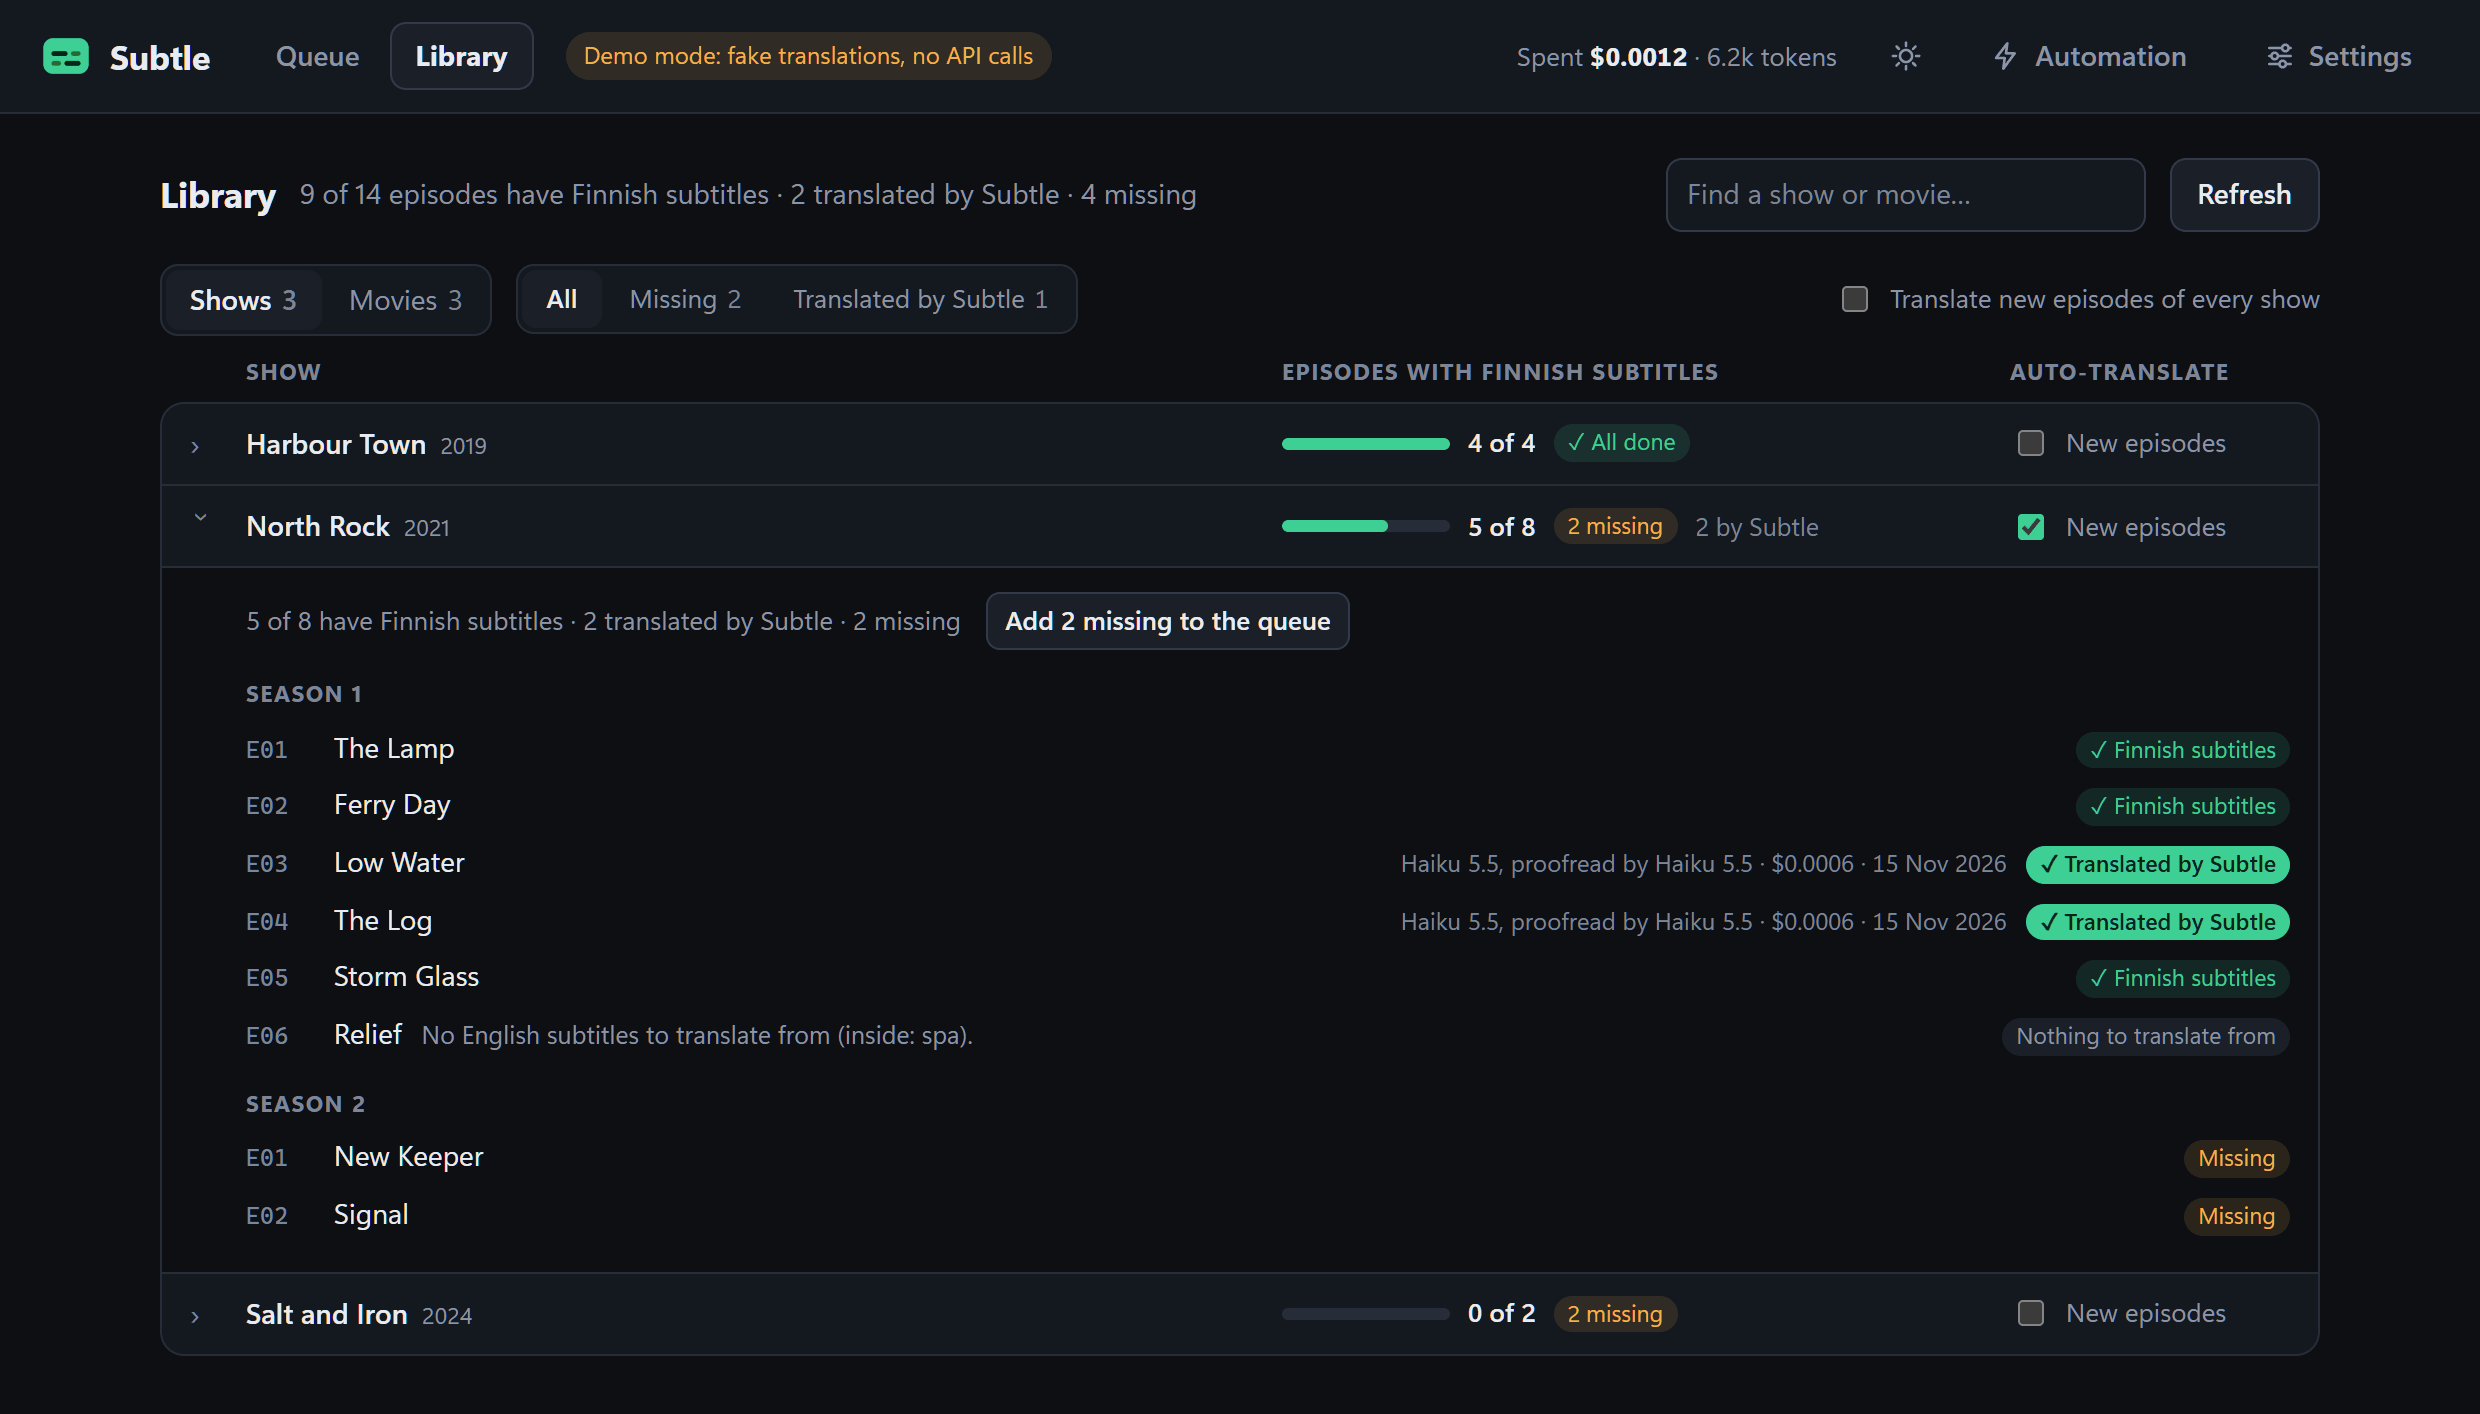 Subtle Queue Library Demo mode: fake translations, no API calls Spent $0.0012 · 6.2k tokens Automation Settings
Library 9 of 14 episodes have Finnish subtitles · 2 translated by Subtle · 4 missing Find a show or movie... Refresh
Shows 3 Movies 3 All Missing 2 Translated by Subtle 1 Translate new episodes of every show
SHOW EPISODES WITH FINNISH SUBTITLES AUTO-TRANSLATE
› Harbour Town 2019 4 of 4 ✓ All done New episodes
North Rock 2021 5 of 8 2 missing 2 by Subtle New episodes
5 of 8 have Finnish subtitles · 2 translated by Subtle · 2 missing Add 2 missing to the queue
SEASON 1
E01 The Lamp ✓ Finnish subtitles
E02 Ferry Day ✓ Finnish subtitles
E03 Low Water Haiku 5.5, proofread by Haiku 5.5 · $0.0006 · 15 Nov 2026 ✓ Translated by Subtle
E04 The Log Haiku 5.5, proofread by Haiku 5.5 · $0.0006 · 15 Nov 2026 ✓ Translated by Subtle
E05 Storm Glass ✓ Finnish subtitles
E06 Relief No English subtitles to translate from (inside: spa). Nothing to translate from
SEASON 2
E01 New Keeper Missing
E02 Signal Missing
› Salt and Iron 2024 0 of 2 2 missing New episodes